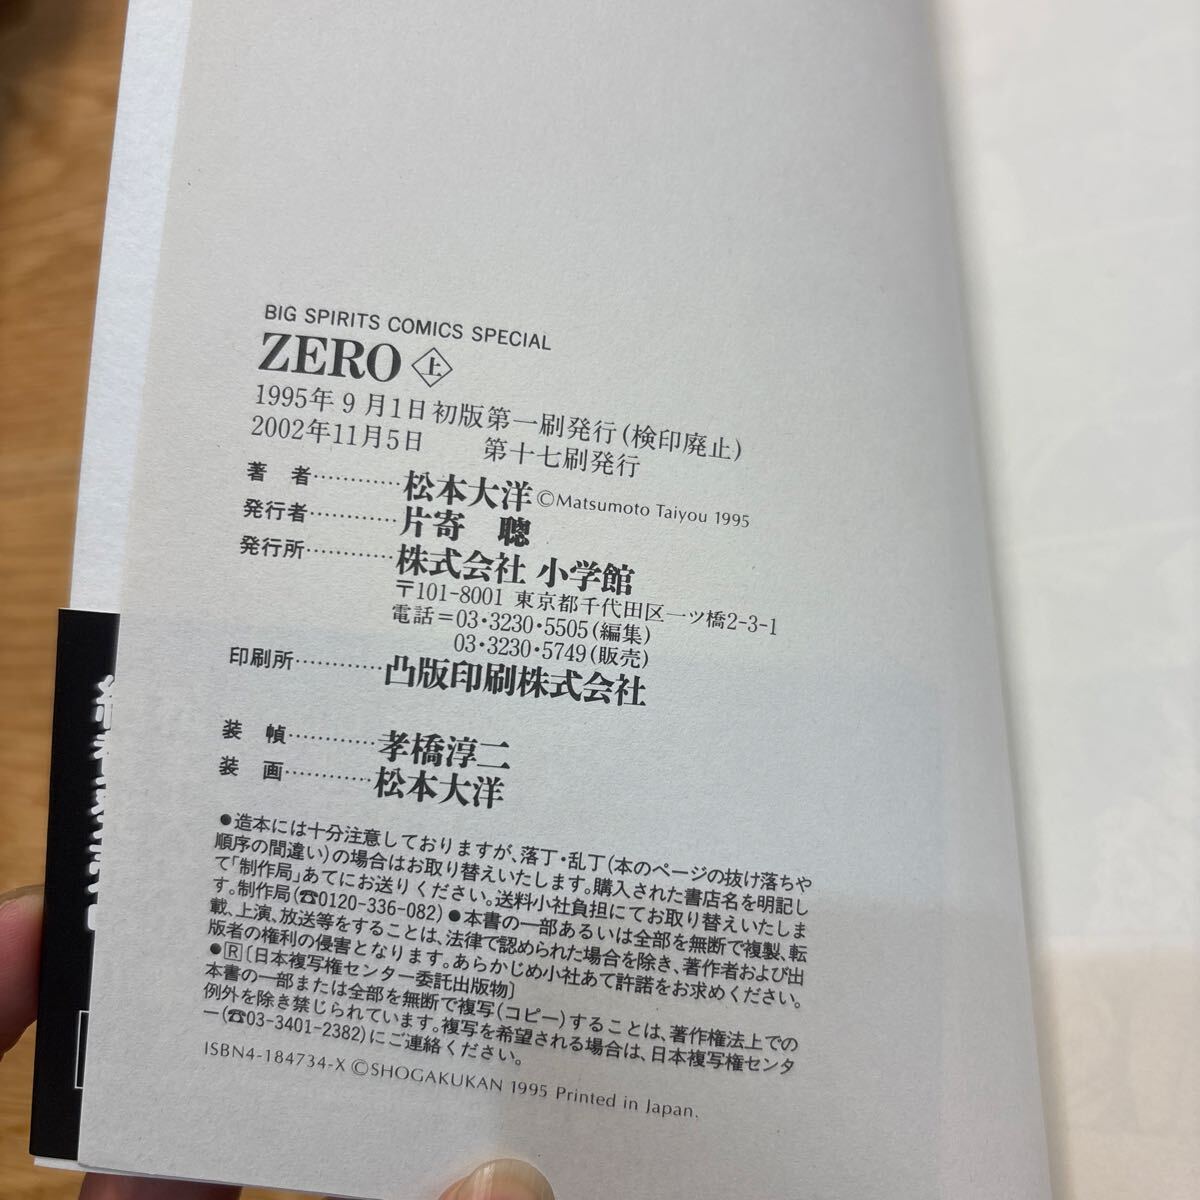 BIG SPIRITS COMICS SPECIAL
ZERO 上
1995年9月1日初版第一刷発行(検印廃止)
2002年11月5日 第十七刷発行
著 者…………松本大洋©Matsumoto Taiyou 1995
発行者…………片寄 聰
発行所…………株式会社 小学館
〒101-8001 東京都千代田区一ツ橋2-3-1
電話=03・3230・5505(編集)
03・3230・5749(販売)
印刷所…………凸版印刷株式会社
装 幀…………孝橋淳二
装 画…………松本大洋
●造本には十分注意しておりますが、落丁・乱丁(本のページの抜け落ちや
順序の間違い)の場合はお取り替えいたします。購入された書店名を明記し
て「制作局」あてにお送りください。送料小社負担にてお取り替えいたしま
す。制作局(☎0120-336-082)●本書の一部あるいは全部を無断で複製、転
載、上演、放送等をすることは、法律で認められた場合を除き、著作者および出
版者の権利の侵害となります。あらかじめ小社あて許諾をお求めください。
●R〔日本複写権センター委託出版物〕
本書の一部または全部を無断で複写(コピー)することは、著作権法上での
例外を除き禁じられています。複写を希望される場合は、日本複写権センタ
ー(☎03-3401-2382)にご連絡ください。
ISBN4-184734-X ©SHOGAKUKAN 1995 Printed in Japan.